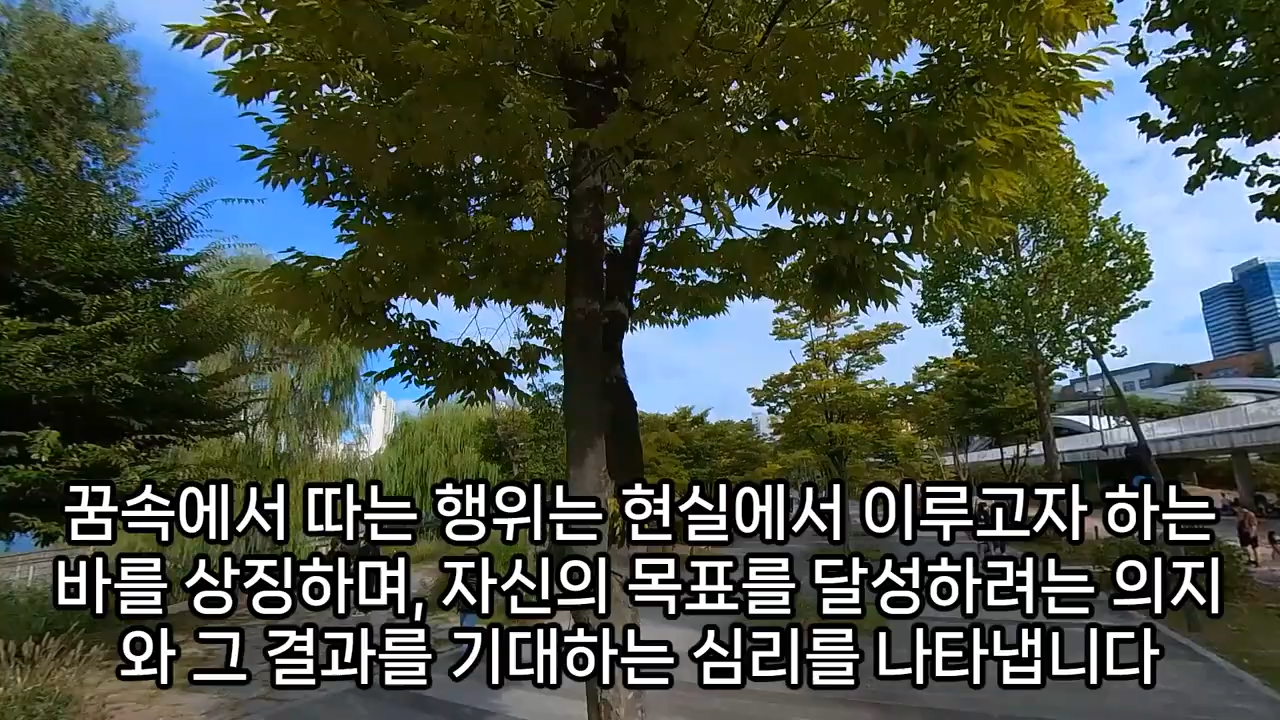 꿈속에서 따는 행위는 현실에서 이루고자 하는
바를 상징하며, 자신의 목표를 달성하려는 의지
와 그 결과를 기대하는 심리를 나타냅니다